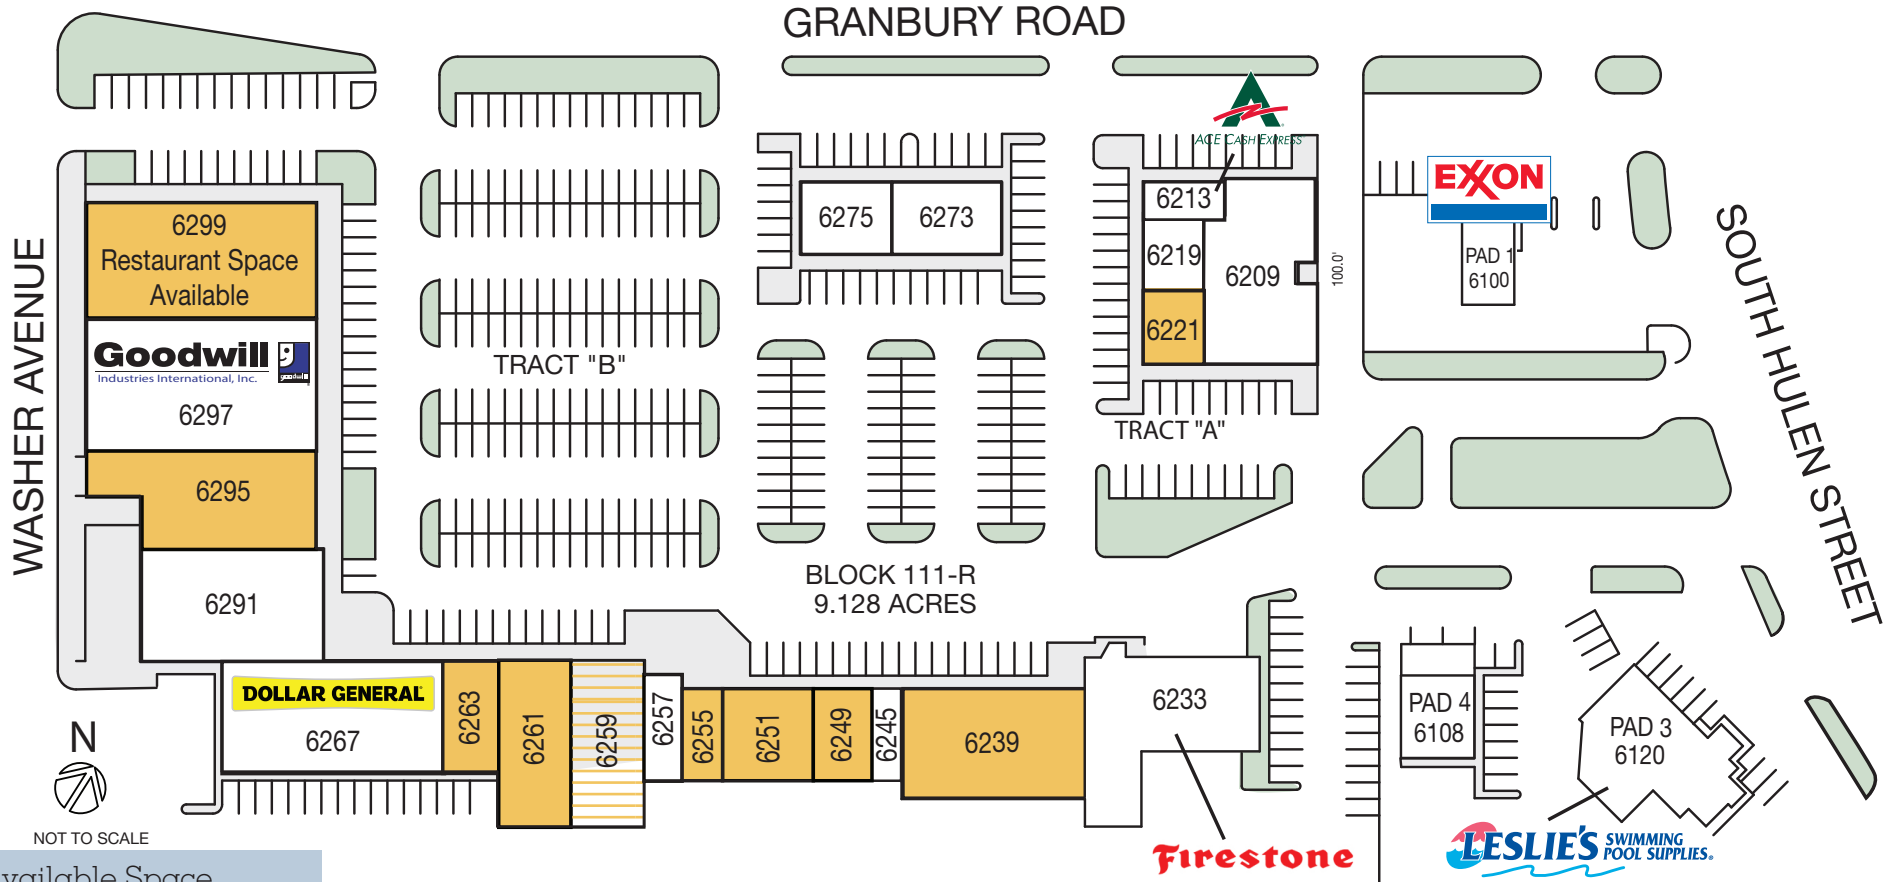 GRANBURY ROAD
WASHER AVENUE
SOUTH HULEN STREET
6299
Restaurant Space
Available
Goodwill
Industries International, Inc.
goodwill
6297
6295
6291
TRACT "B"
6275
6273
ACE CASH EXPRESS
6213
6219
6221
6209
100.0'
TRACT "A"
EXXON
PAD 1
6100
BLOCK 111-R
9.128 ACRES
DOLLAR GENERAL
6267
6263
6261
6259
6257
6255
6251
6249
6245
6239
6233
Firestone
PAD 4
6108
PAD 3
6120
LESLIE'S SWIMMING
POOL SUPPLIES.
N
NOT TO SCALE
vailable Space